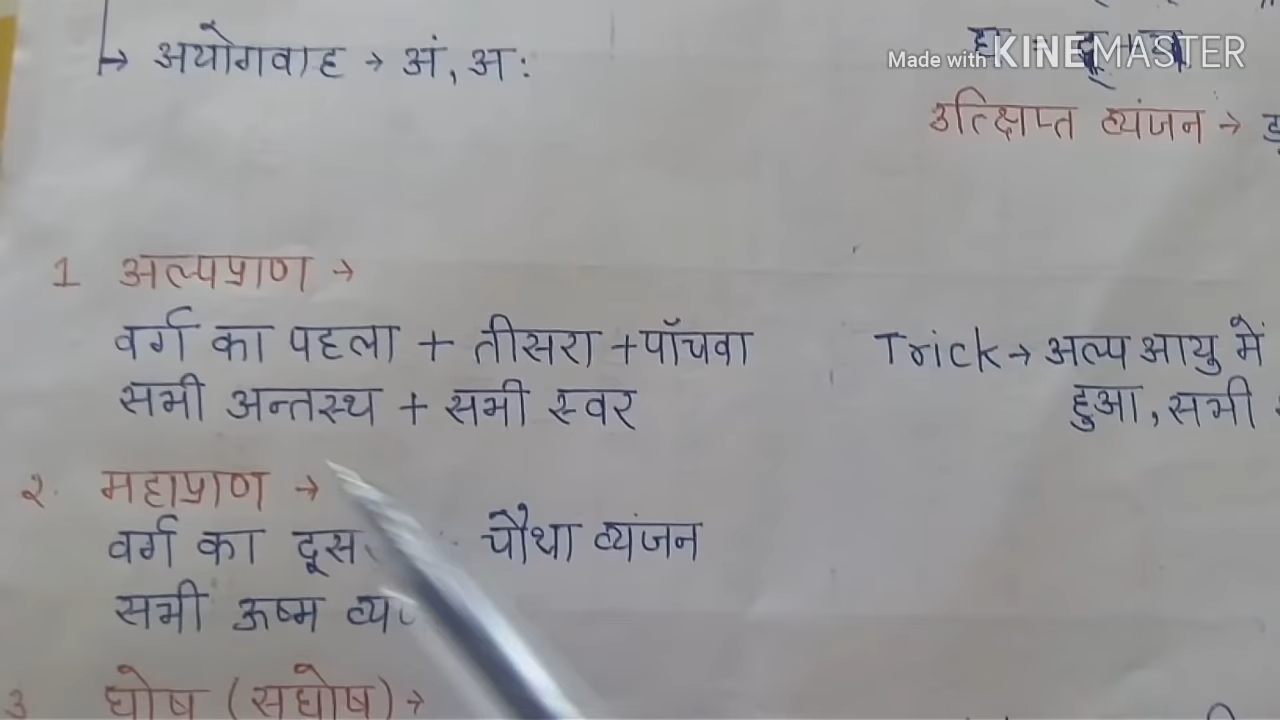 → अयोगवाह → अं, अः
Made with KINEMASTER
उत्क्षिप्त व्यंजन →
1 अल्पप्राण →
वर्ग का पहला + तीसरा + पाँचवा
सभी अन्तस्थ + सभी स्वर
Trick → अल्प आयु में
हुआ, सभी
२. महाप्राण →
वर्ग का चौथा व्यंजन
सभी ऊष्म
3 घोष (सघोष) →